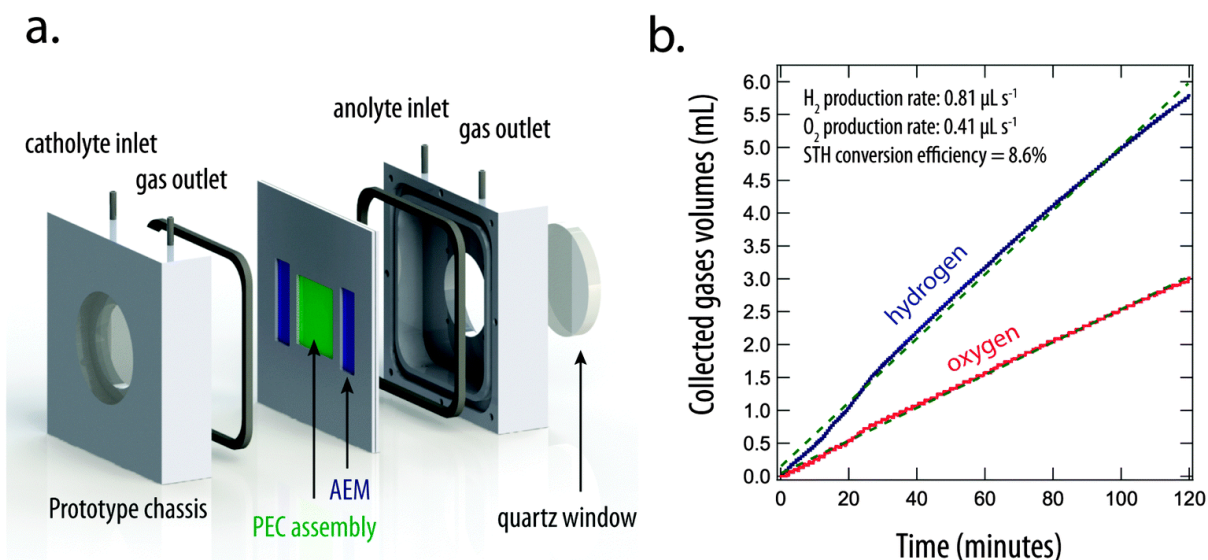 a.
catholyte inlet
gas outlet
anolyte inlet
gas outlet
Prototype chassis
PEC assembly
AEM
quartz window
b.
Collected gases volumes (mL)
6.0
5.5
5.0
4.5
4.0
3.5
3.0
2.5
2.0
1.5
1.0
0.5
0.0
H₂ production rate: 0.81 µL s⁻¹
O₂ production rate: 0.41 µL s⁻¹
STH conversion efficiency = 8.6%
hydrogen
oxygen
0 20 40 60 80 100 120
Time (minutes)